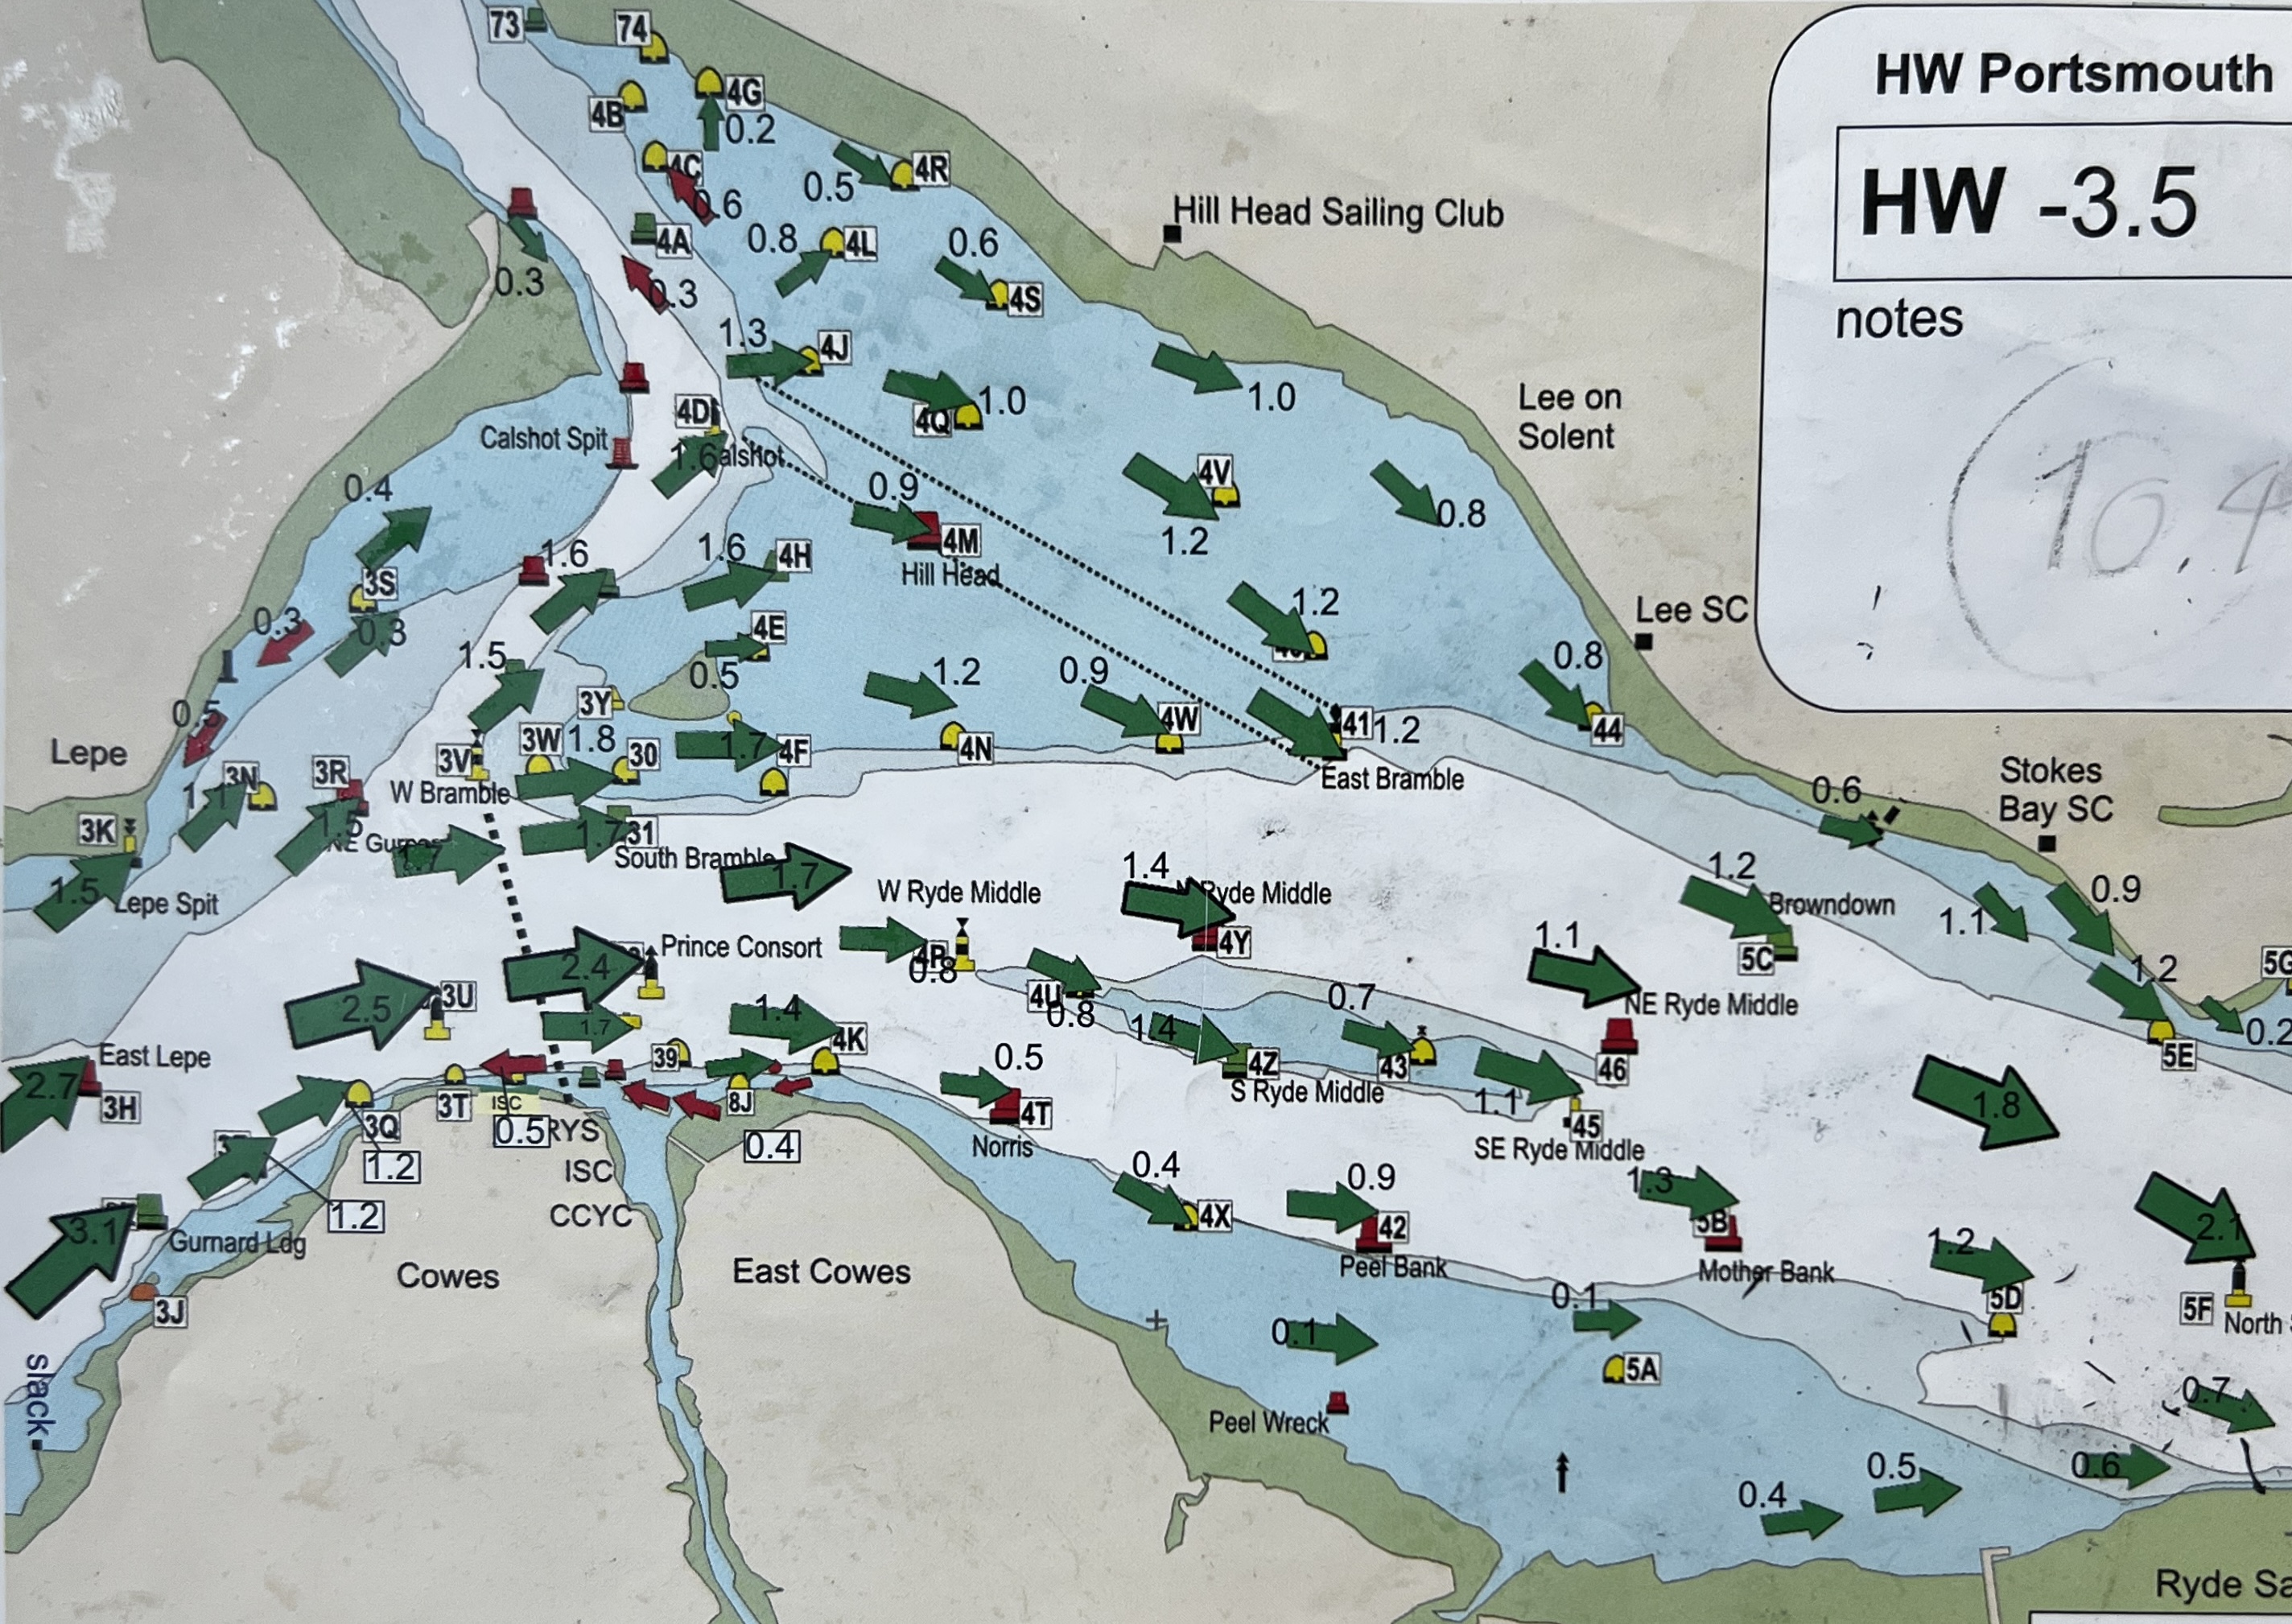 HW Portsmouth
HW -3.5
notes
10.4
73
74
4B
4G
0.2
4C
0.6
4R
0.5
4A
0.3
0.3
0.8
4L
0.6
4S
Hill Head Sailing Club
1.3
4J
4Q
1.0
1.0
Lee on
Solent
4D
Calshot Spit
1.6
alshot
0.4
0.9
4M
Hill Head
4V
1.2
0.8
1.6
1.6
4H
3S
0.3
0.3
4E
0.5
1.2
Lee SC
1.5
3Y
1.2
0.9
4W
41
1.2
East Bramble
0.8
44
0.5
Lepe
3N
1.1
3R
1.5
3V
W Bramble
3W
1.8
30
1.7
4F
4N
Stokes
Bay SC
0.6
3K
1.5
Lepe Spit
1.7
1.7
31
South Bramble
1.7
W Ryde Middle
1.4
Ryde Middle
4Y
1.2
Browndown
5C
1.1
0.9
1.2
5E
0.2
2.5
3U
2.4
Prince Consort
4P
0.8
4U
0.8
0.7
1.1
NE Ryde Middle
46
1.7
1.4
4K
1.4
4Z
S Ryde Middle
43
1.1
45
SE Ryde Middle
1.8
East Lepe
2.7
3H
39
0.5
4T
Norris
3Q
3T
ISC
0.5
RYS
ISC
CCYC
8J
0.4
1.2
1.2
3.1
Gurnard Ldg
3J
Cowes
East Cowes
0.4
4X
0.9
42
Peel Bank
1.3
5B
Mother Bank
1.2
5D
2.1
5F
North
slack
0.1
0.1
5A
Peel Wreck
0.7
0.6
0.5
0.4
Ryde Sa